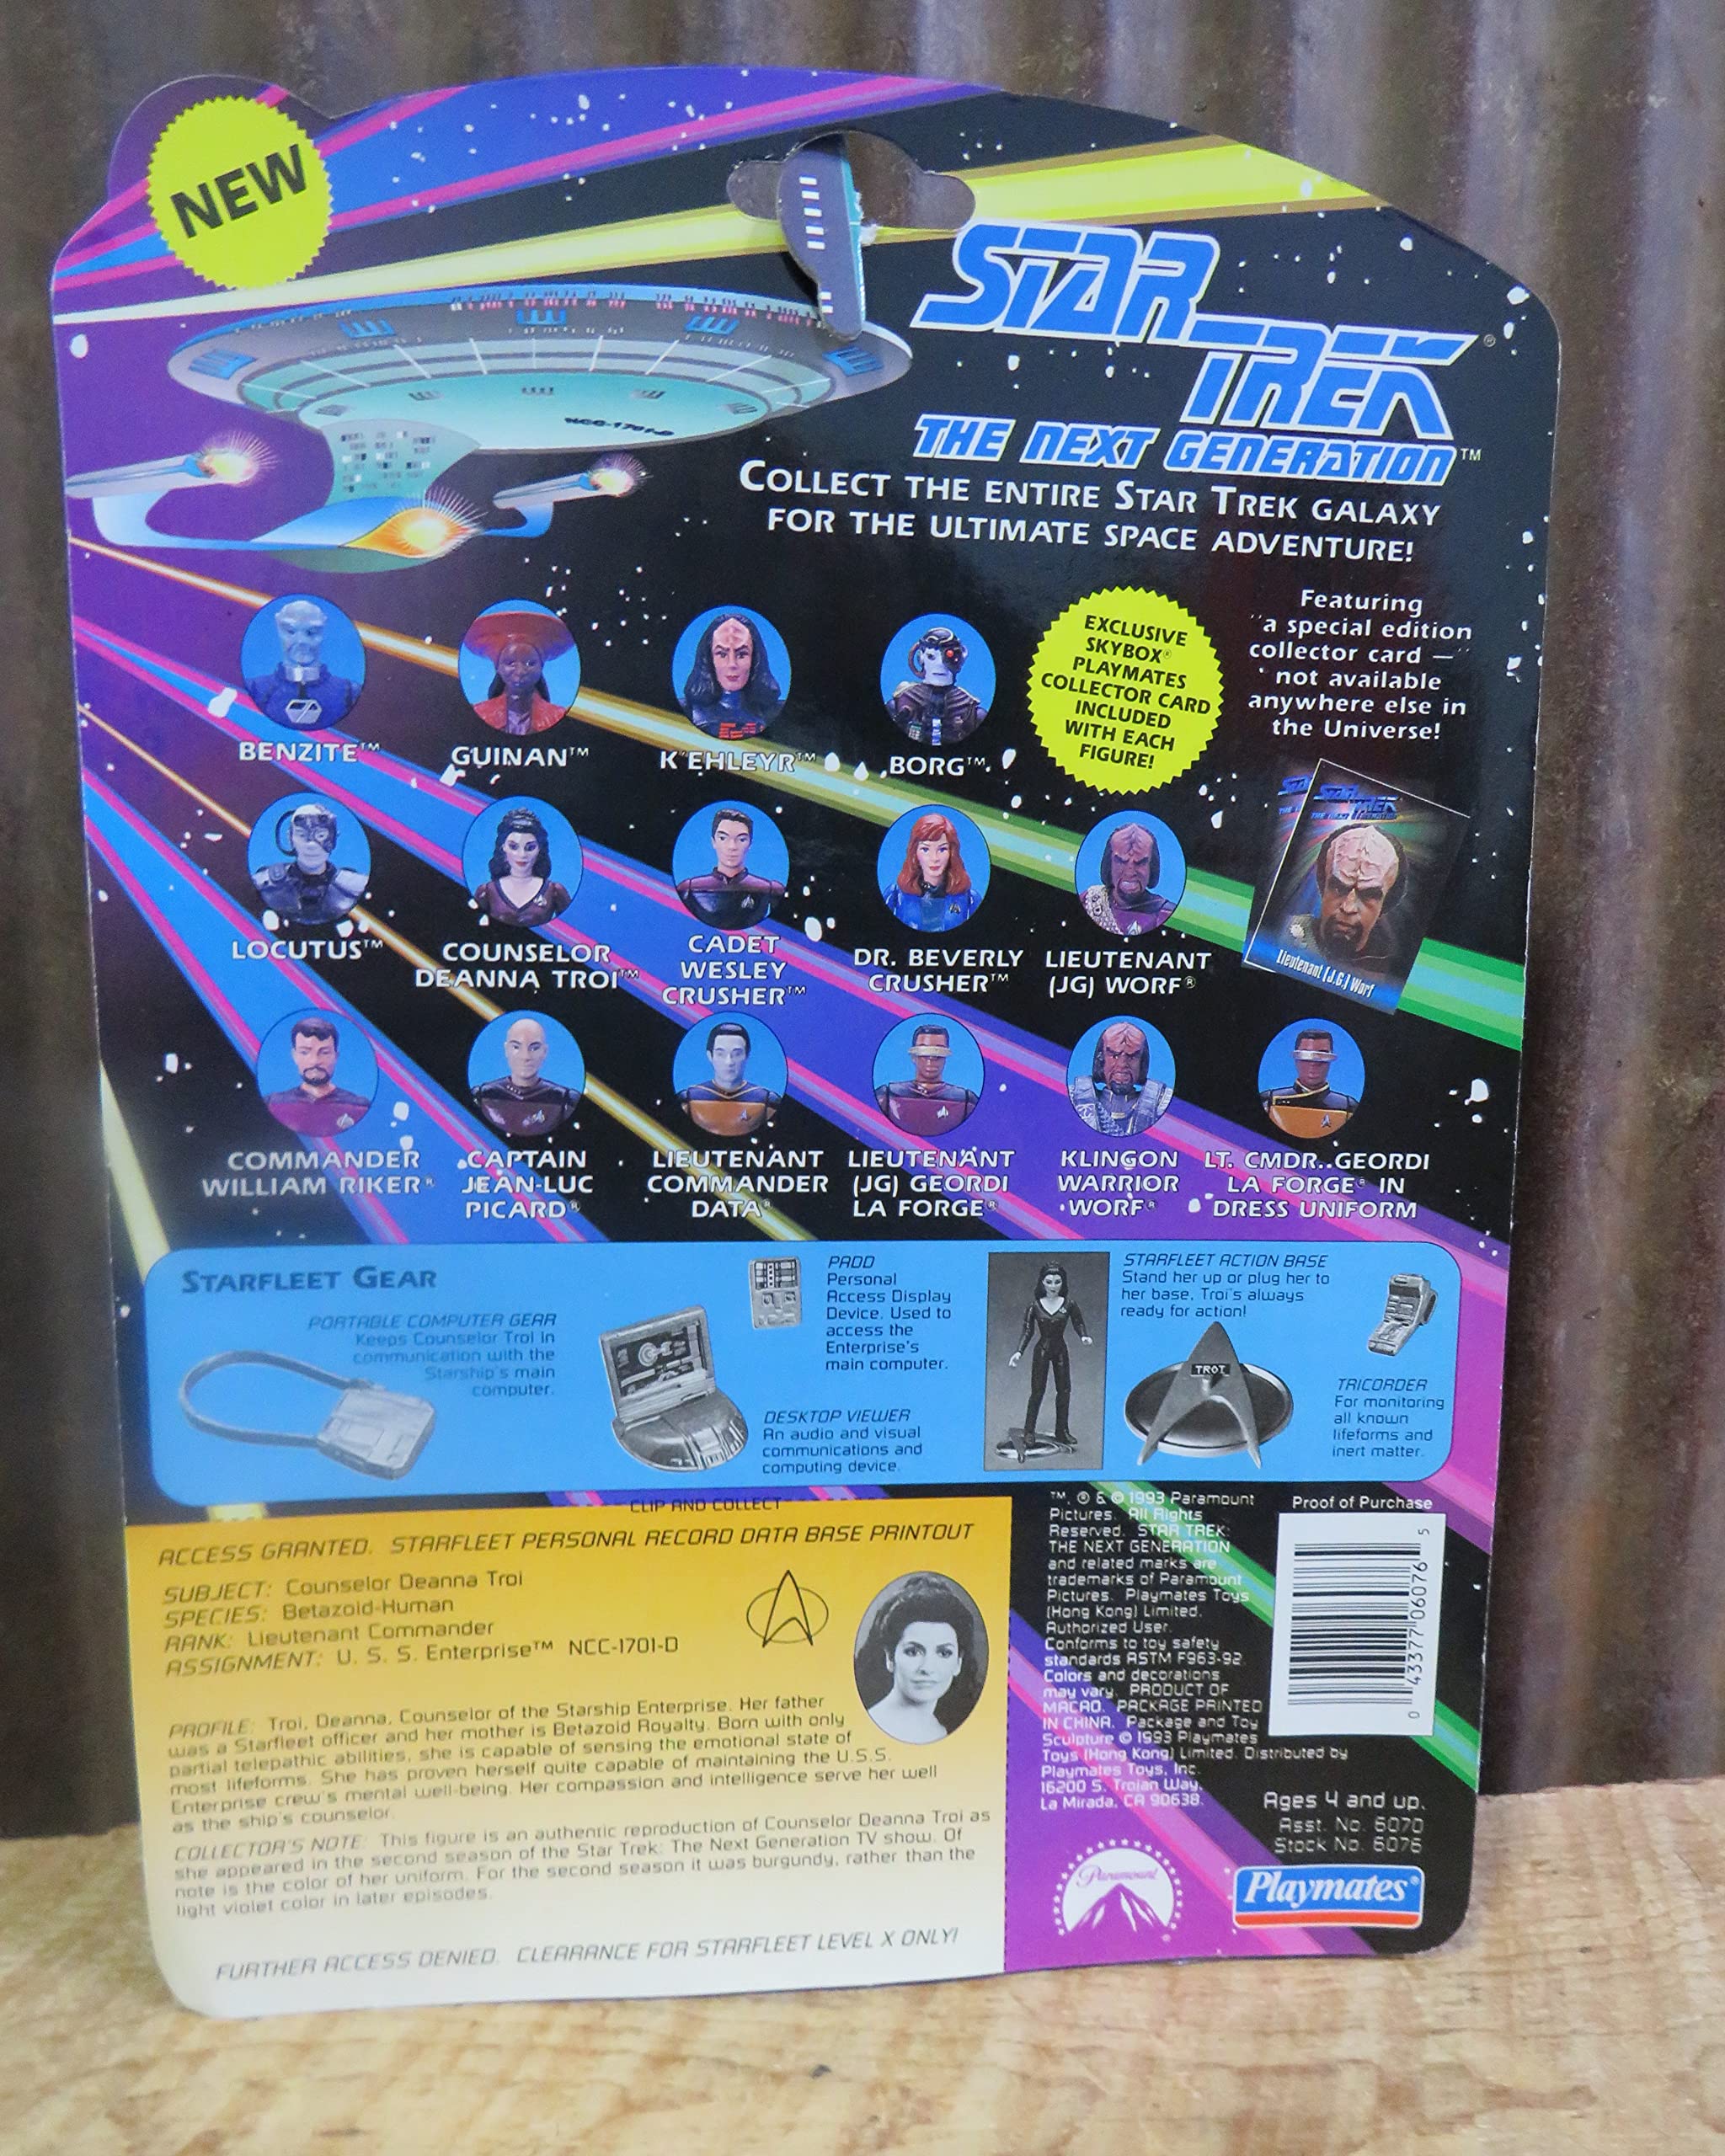 NEW
STAR TREK®
THE NEXT GENERATION™
COLLECT THE ENTIRE STAR TREK GALAXY
FOR THE ULTIMATE SPACE ADVENTURE!
NCC-1701-D
BENZITE™
GUINAN™
K'EHLEYR™
BORG™
EXCLUSIVE
SKYBOX®
PLAYMATES
COLLECTOR CARD
INCLUDED
WITH EACH
FIGURE!
Featuring
"a special edition
collector card —"
not available
anywhere else in
the Universe!
STAR TREK
THE NEXT GENERATION
Lieutenant (J.G.) Worf
LOCUTUS™
COUNSELOR
DEANNA TROI™
CADET
WESLEY
CRUSHER™
DR. BEVERLY
CRUSHER™
LIEUTENANT
(JG) WORF®
COMMANDER
WILLIAM RIKER®
CAPTAIN
JEAN-LUC
PICARD®
LIEUTENANT
COMMANDER
DATA®
LIEUTENANT
(JG) GEORDI
LA FORGE®
KLINGON
WARRIOR
WORF®
LT. CMDR. GEORDI
LA FORGE® IN
DRESS UNIFORM
STARFLEET GEAR
PORTABLE COMPUTER GEAR
Keeps Counselor Troi in
communication with the
Starship's main
computer.
PADD
Personal
Access Display
Device. Used to
access the
Enterprise's
main computer.
DESKTOP VIEWER
An audio and visual
communications and
computing device.
STARFLEET ACTION BASE
Stand her up or plug her to
her base, Troi's always
ready for action!
TROI
TRICORDER
For monitoring
all known
lifeforms and
inert matter.
CLIP AND COLLECT
ACCESS GRANTED. STARFLEET PERSONAL RECORD DATA BASE PRINTOUT
SUBJECT: Counselor Deanna Troi
SPECIES: Betazoid-Human
RANK: Lieutenant Commander
ASSIGNMENT: U. S. S. Enterprise™ NCC-1701-D
PROFILE: Troi, Deanna, Counselor of the Starship Enterprise. Her father
was a Starfleet officer and her mother is Betazoid Royalty. Born with only
partial telepathic abilities, she is capable of sensing the emotional state of
most lifeforms. She has proven herself quite capable of maintaining the U.S.S.
Enterprise crew's mental well-being. Her compassion and intelligence serve her well
as the ship's counselor.
COLLECTOR'S NOTE: This figure is an authentic reproduction of Counselor Deanna Troi as
she appeared in the second season of the Star Trek: The Next Generation TV show. Of
note is the color of her uniform. For the second season it was burgundy, rather than the
light violet color in later episodes.
FURTHER ACCESS DENIED. CLEARANCE FOR STARFLEET LEVEL X ONLY!
™, ® & © 1993 Paramount
Pictures. All Rights
Reserved. STAR TREK:
THE NEXT GENERATION
and related marks are
trademarks of Paramount
Pictures. Playmates Toys
(Hong Kong) Limited,
Authorized User.
Conforms to toy safety
standards ASTM F963-92.
Colors and decorations
may vary. PRODUCT OF
MACAO. PACKAGE PRINTED
IN CHINA. Package and Toy
Sculpture © 1993 Playmates
Toys (Hong Kong) Limited. Distributed by
Playmates Toys, Inc.
16200 S. Trojan Way,
La Mirada, CA 90638.
Proof of Purchase
0 43377 06076 5
Ages 4 and up.
Asst. No. 6070
Stock No. 6076
Paramount
Playmates®